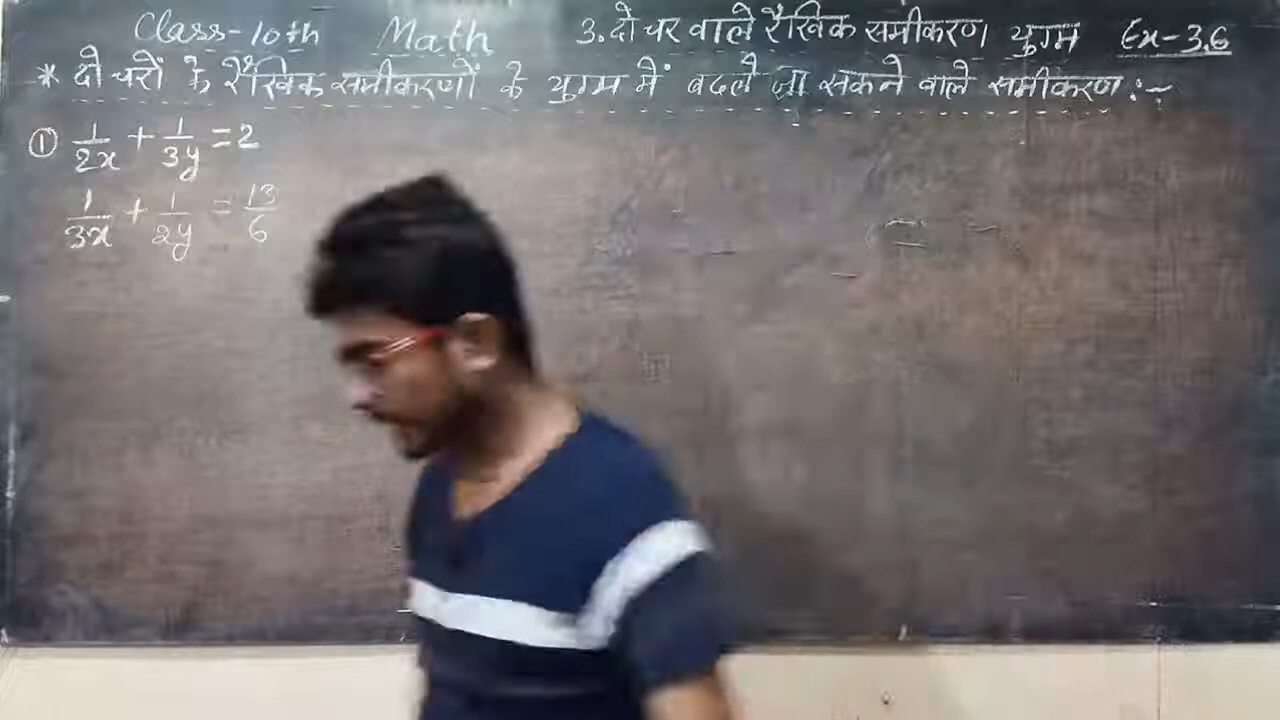 Class-10th Math 3. दो चर वाले रैखिक समीकरण युग्म Ex-3.6
* दो चरों के रैखिक समीकरणों के युग्म में बदले जा सकने वाले समीकरण :-
① 1/2x + 1/3y = 2
1/3x + 1/2y = 13/6